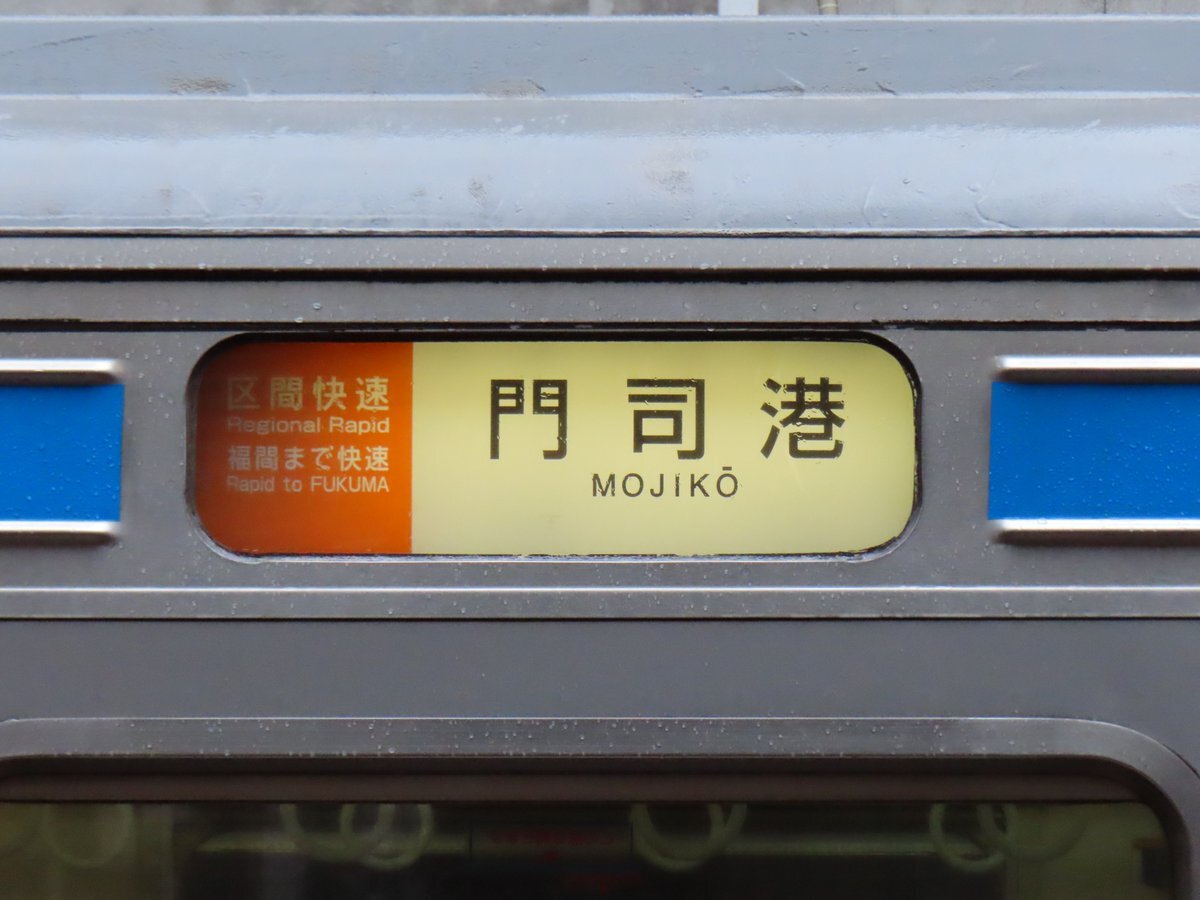 区間快速
Regional Rapid
福間まで快速
Rapid to FUKUMA
門司港
MOJIKŌ